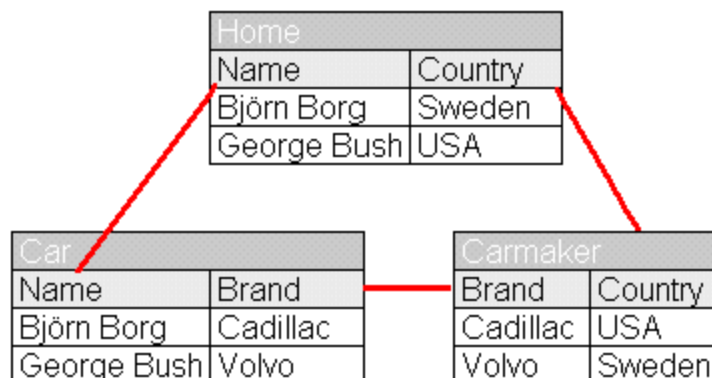 Home
Name Country
Björn Borg Sweden
George Bush USA
Car
Name Brand
Björn Borg Cadillac
George Bush Volvo
Carmaker
Brand Country
Cadillac USA
Volvo Sweden